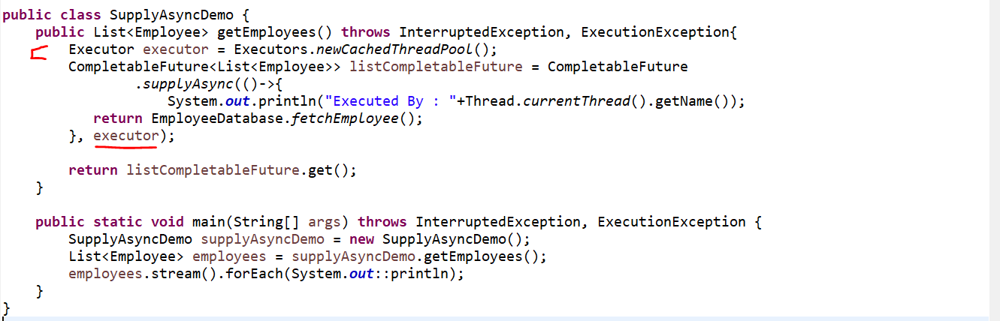 public class SupplyAsyncDemo {
    public List<Employee> getEmployees() throws InterruptedException, ExecutionException{
        Executor executor = Executors.newCachedThreadPool();
        CompletableFuture<List<Employee>> listCompletableFuture = CompletableFuture
                .supplyAsync(()->{
                    System.out.println("Executed By : "+Thread.currentThread().getName());
           return EmployeeDatabase.fetchEmployee();
        }, executor);

        return listCompletableFuture.get();
    }

    public static void main(String[] args) throws InterruptedException, ExecutionException {
        SupplyAsyncDemo supplyAsyncDemo = new SupplyAsyncDemo();
        List<Employee> employees = supplyAsyncDemo.getEmployees();
        employees.stream().forEach(System.out::println);
    }
}